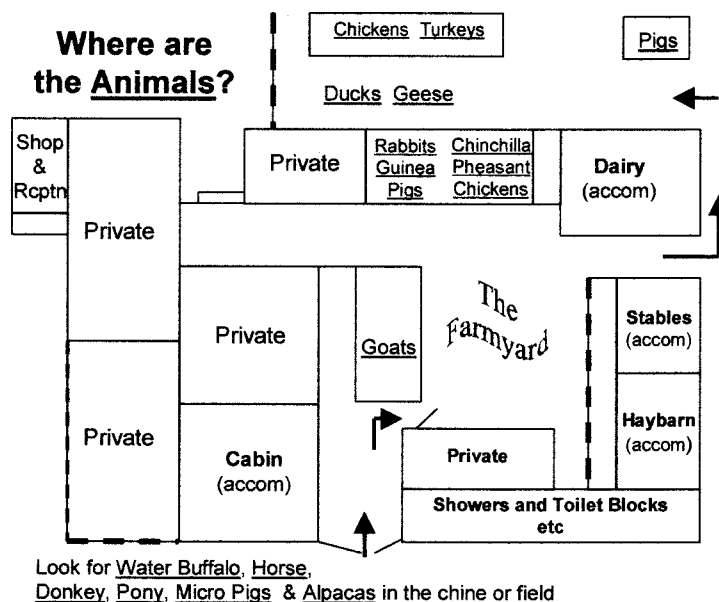 Where are
the Animals?
Chickens Turkeys
Pigs
Ducks Geese
Shop
&
Rcptn
Private
Private
Rabbits Chinchilla
Guinea Pheasant
Pigs Chickens
Dairy
(accom)
Private
Goats
The
Farmyard
Stables
(accom)
Private
Cabin
(accom)
Private
Haybarn
(accom)
Showers and Toilet Blocks
etc
Look for Water Buffalo, Horse,
Donkey, Pony, Micro Pigs & Alpacas in the chine or field